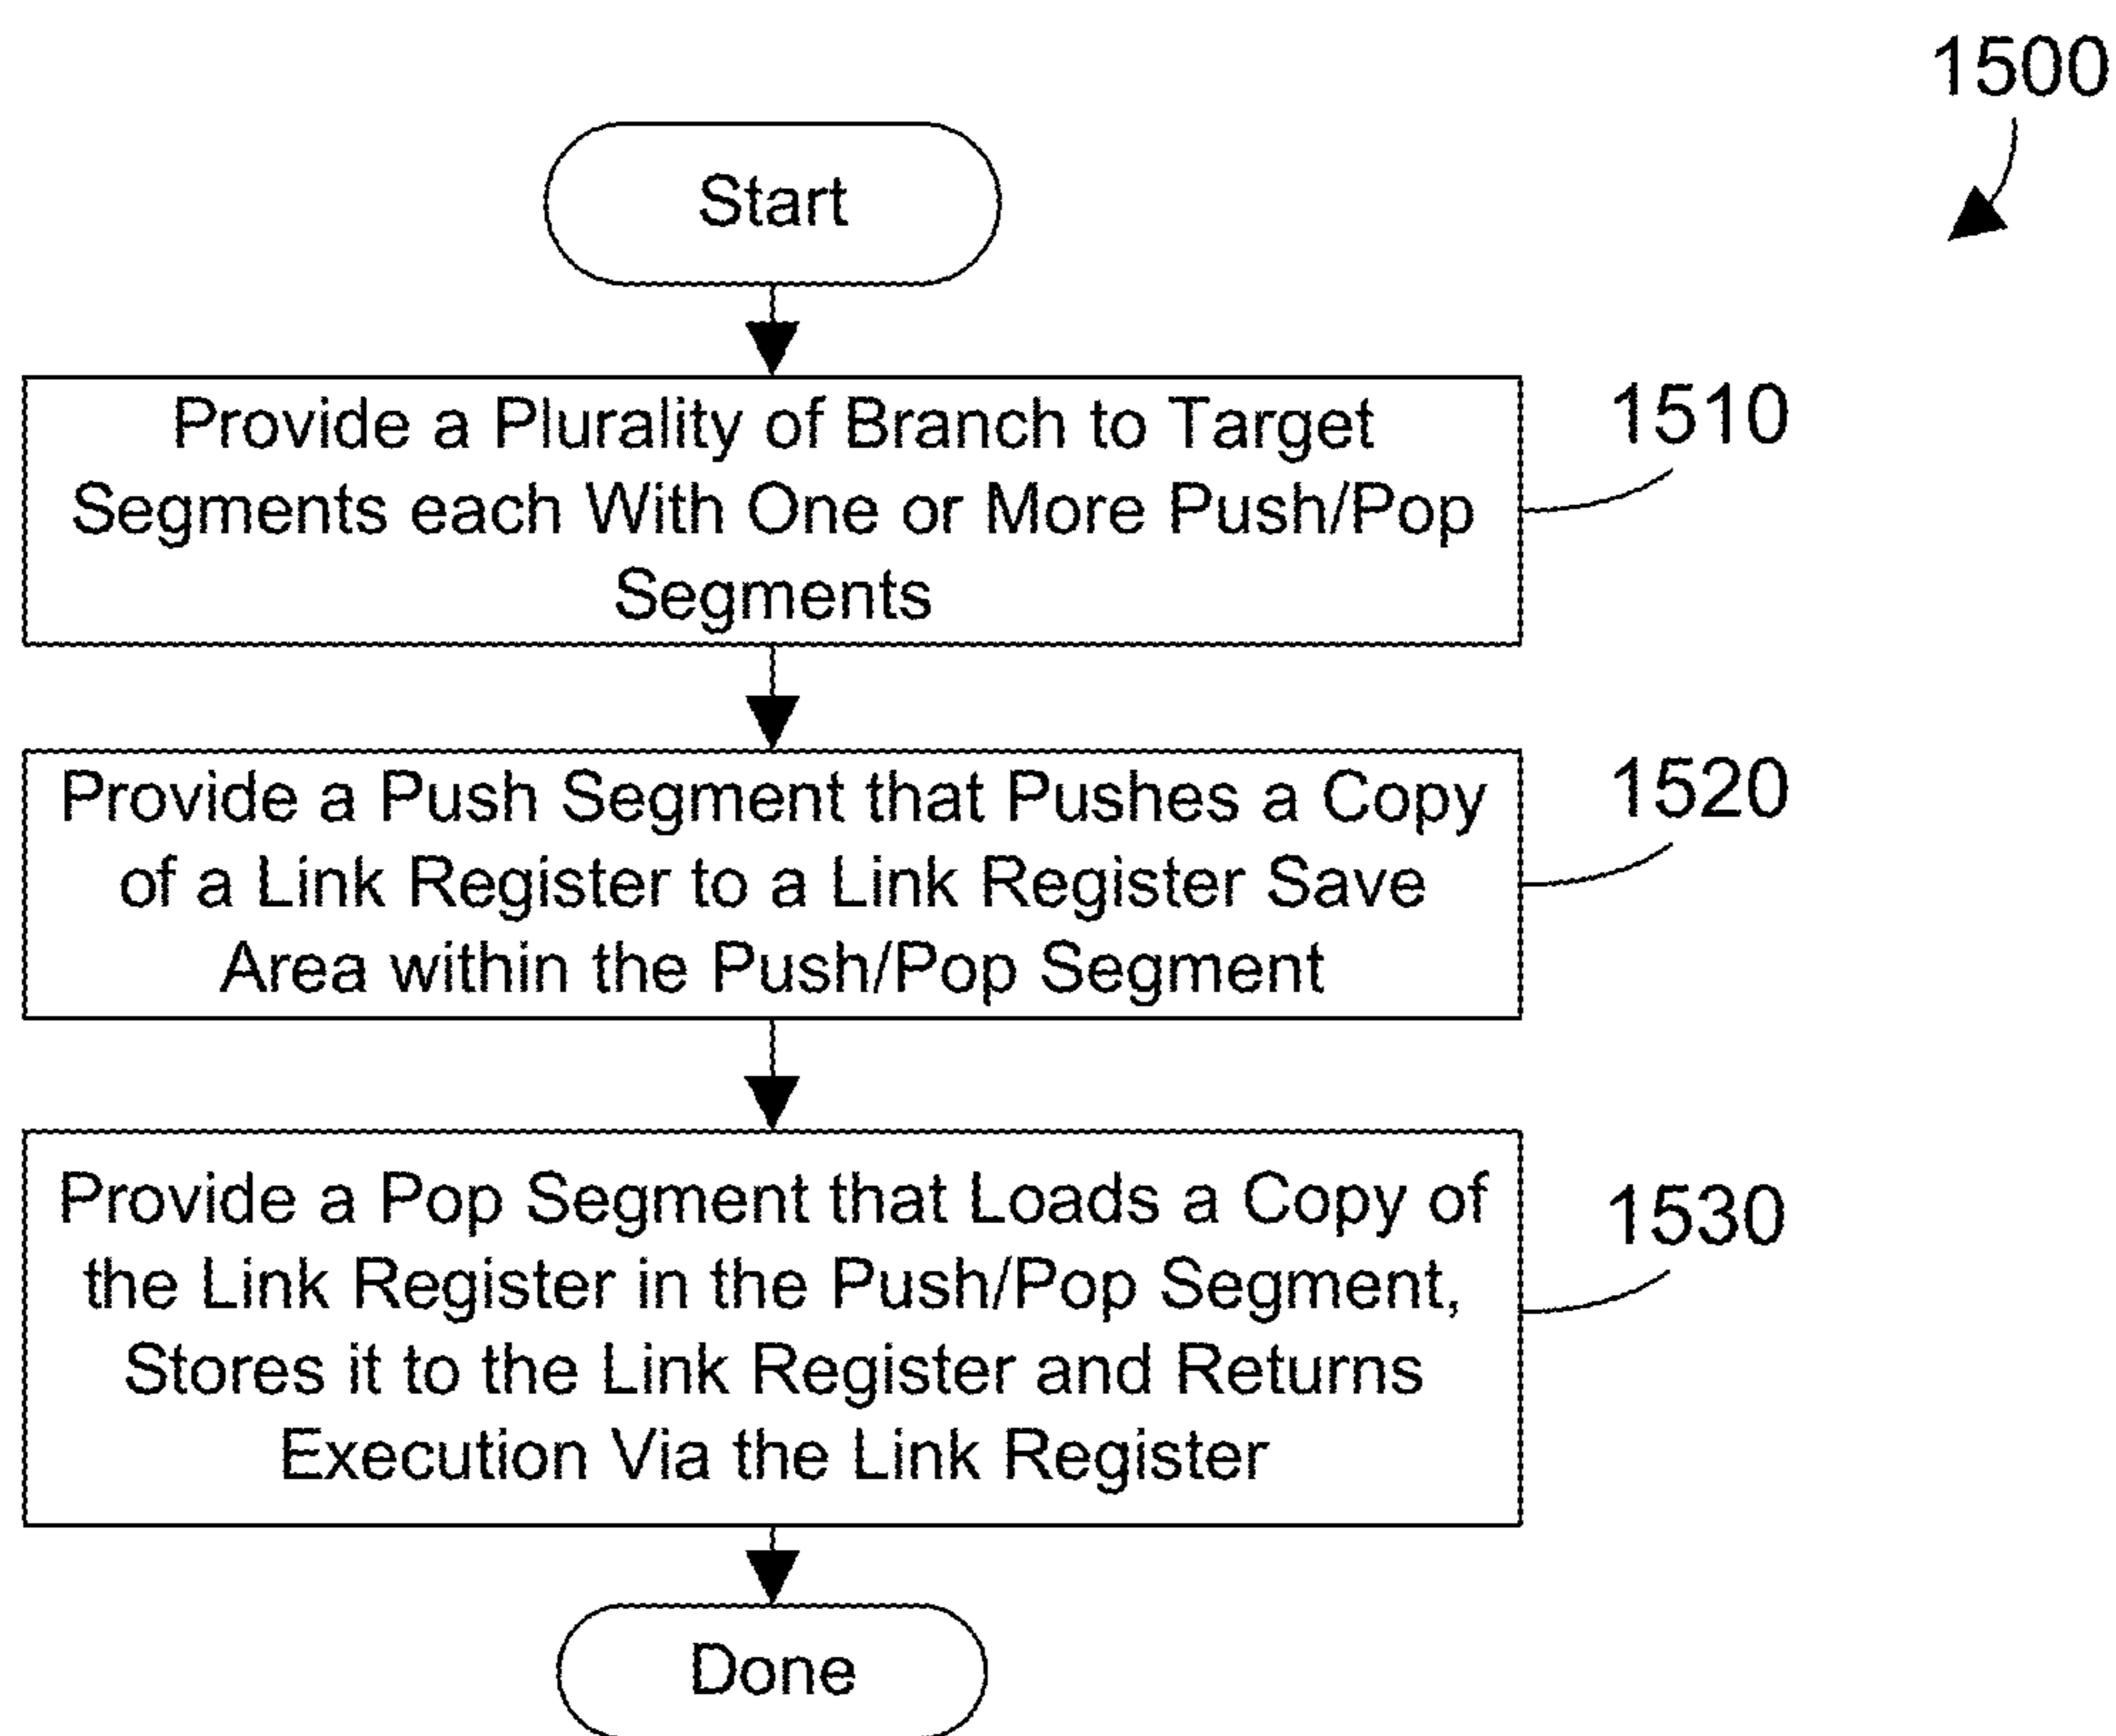 1500
Start
Provide a Plurality of Branch to Target
Segments each With One or More Push/Pop
Segments
1510
Provide a Push Segment that Pushes a Copy
of a Link Register to a Link Register Save
Area within the Push/Pop Segment
1520
Provide a Pop Segment that Loads a Copy of
the Link Register in the Push/Pop Segment,
Stores it to the Link Register and Returns
Execution Via the Link Register
1530
Done